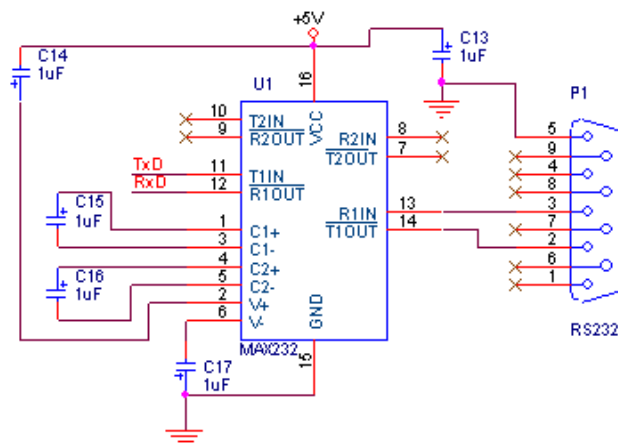 +5V
C14
1uF
C13
1uF
U1
P1
16
VCC
10 T2IN
9 R2OUT
R2IN 8
T2OUT 7
TxD 11 T1IN
RxD 12 R1OUT
R1IN 13
T1OUT 14
C15
1uF
1 C1+
3 C1-
C16
1uF
4 C2+
5 C2-
2 V+
6 V-
GND
15
MAX232
C17
1uF
5
9
4
8
3
7
2
6
1
RS232